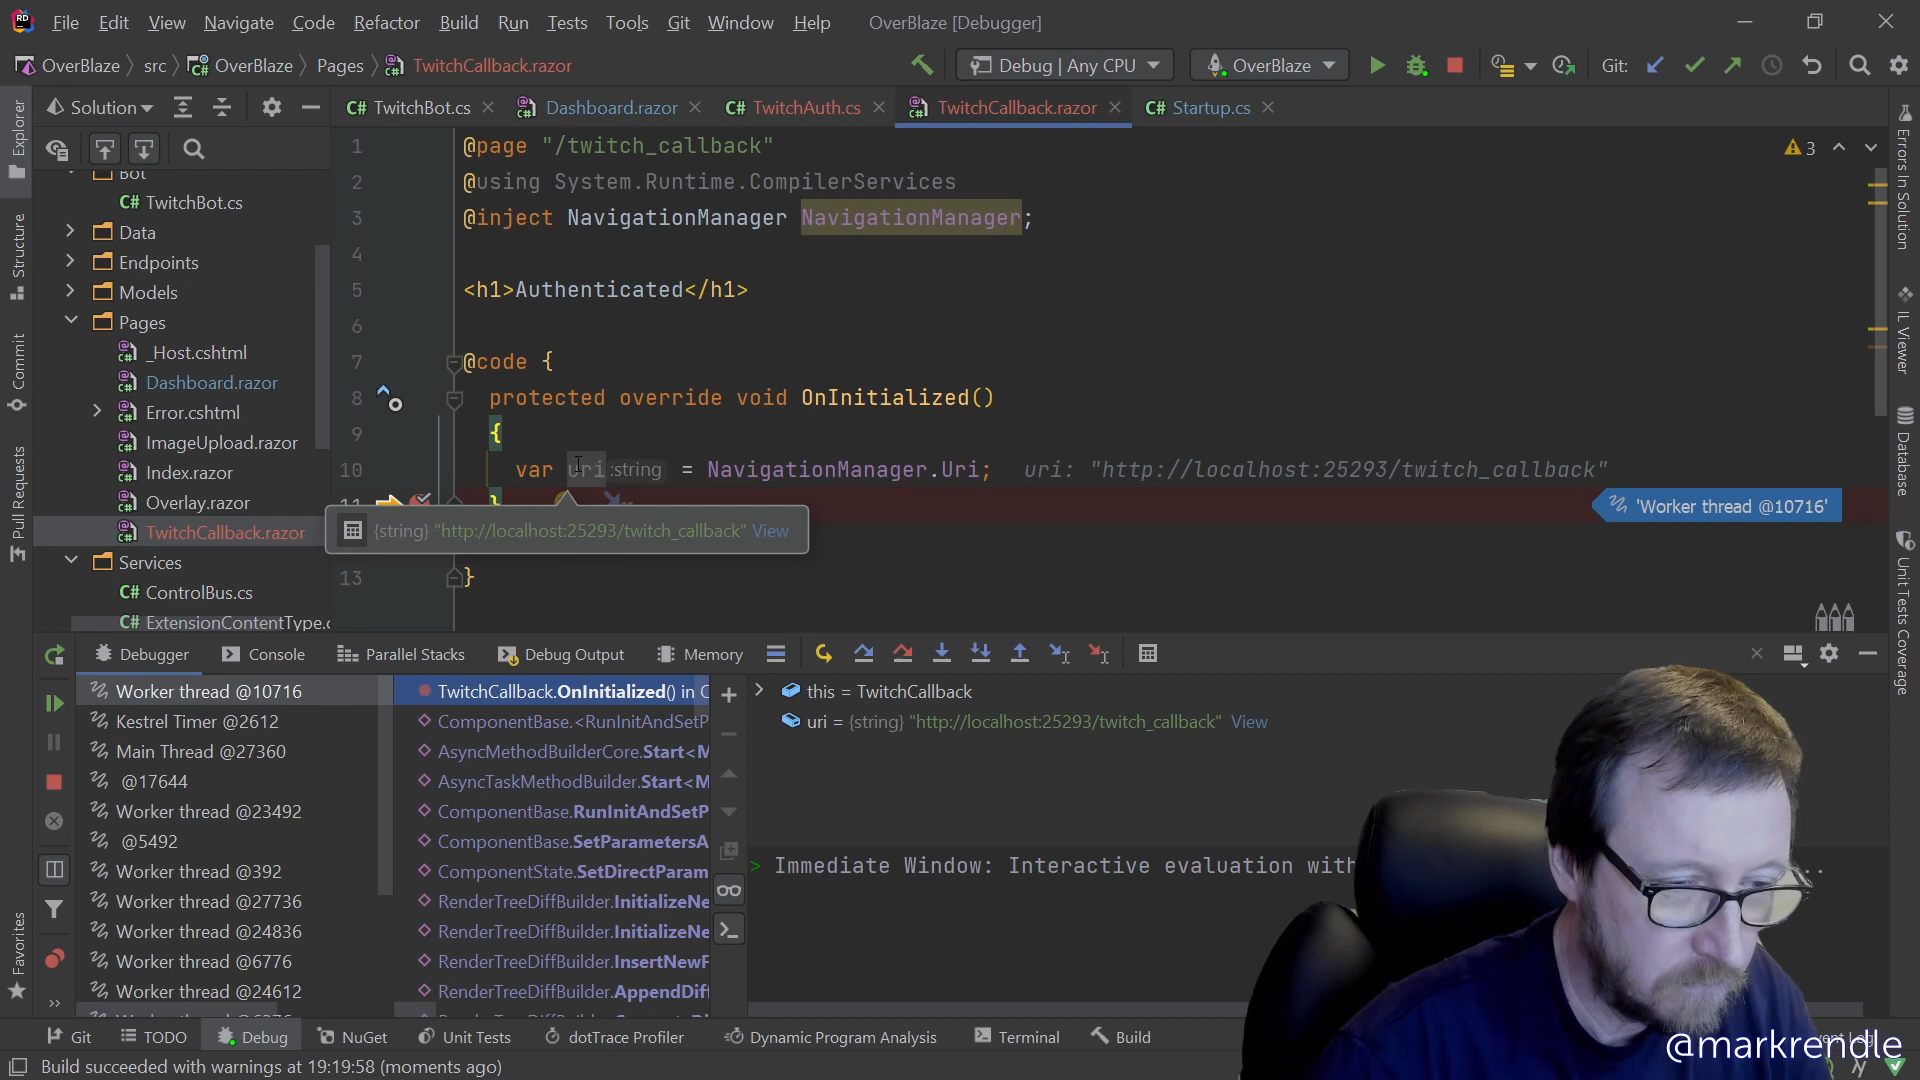 File Edit View Navigate Code Refactor Build Run Tests Tools Git Window Help OverBlaze [Debugger]
OverBlaze src OverBlaze Pages TwitchCallback.razor Debug | Any CPU OverBlaze Git:
Solution TwitchBot.cs Dashboard.razor TwitchAuth.cs TwitchCallback.razor Startup.cs
Explorer
Structure
Commit
Pull Requests
Favorites
Bot
TwitchBot.cs
Data
Endpoints
Models
Pages
_Host.cshtml
Dashboard.razor
Error.cshtml
ImageUpload.razor
Index.razor
Overlay.razor
TwitchCallback.razor
Services
ControlBus.cs
ExtensionContentType.c
1 @page "/twitch_callback"
2 @using System.Runtime.CompilerServices
3 @inject NavigationManager NavigationManager;
4
5 <h1>Authenticated</h1>
6
7 @code {
8 protected override void OnInitialized()
9 {
10 var uri :string = NavigationManager.Uri; uri: "http://localhost:25293/twitch_callback"
}
'Worker thread @10716'
{string} "http://localhost:25293/twitch_callback" View
13 }
3
Errors In Solution
IL Viewer
Database
Unit Tests Coverage
Debugger Console Parallel Stacks Debug Output Memory
Worker thread @10716
Kestrel Timer @2612
Main Thread @27360
@17644
Worker thread @23492
@5492
Worker thread @392
Worker thread @27736
Worker thread @24836
Worker thread @6776
Worker thread @24612
TwitchCallback.OnInitialized() in
ComponentBase.<RunInitAndSetP
AsyncMethodBuilderCore.Start<M
AsyncTaskMethodBuilder.Start<M
ComponentBase.RunInitAndSetP
ComponentBase.SetParametersA
ComponentState.SetDirectParam
RenderTreeDiffBuilder.InitializeNe
RenderTreeDiffBuilder.InitializeNe
RenderTreeDiffBuilder.InsertNewF
RenderTreeDiffBuilder.AppendDif
this = TwitchCallback
uri = {string} "http://localhost:25293/twitch_callback" View
> Immediate Window: Interactive evaluation with
Git TODO Debug NuGet Unit Tests dotTrace Profiler Dynamic Program Analysis Terminal Build
Build succeeded with warnings at 19:19:58 (moments ago)
@markrendle